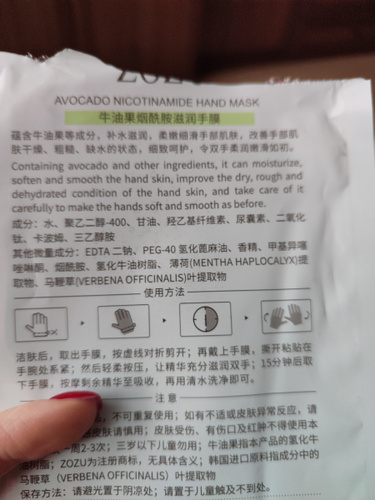 AVOCADO NICOTINAMIDE HAND MASK
牛油果烟酰胺滋润手膜
蕴含牛油果等成分、补水滋润，柔嫩细滑手部肌肤，改善手部肌
肤干燥、粗糙、缺水的状态，细致呵护，令双手柔润嫩滑如初。
Containing avocado and other ingredients, it can moisturize,
soften and smooth the hand skin, improve the dry, rough and
dehydrated condition of the hand skin, and take care of it
carefully to make the hands soft and smooth as before.
成分：水、聚乙二醇-400、甘油、羟乙基纤维素、尿囊素、二氧化
钛、卡波姆、三乙醇胺
其他微量成分：EDTA 二钠、PEG-40 氢化蓖麻油、香精、甲基异噻
唑啉酮、烟酰胺、氢化牛油树脂、薄荷(MENTHA HAPLOCALYX)提
取物、马鞭草(VERBENA OFFICINALIS)叶提取物
使用方法
洁肤后，取出手膜，按虚线对折剪开；再戴上手膜，撕开粘贴在
手腕处系紧；然后轻柔按压，让精华充分滋润双手；15分钟后取
下手膜，按摩剩余精华至吸收，再用清水洗净即可。
注意
不可重复使用；如有不适或皮肤异常反应，请
肤质请慎用；皮肤受伤、有伤口及红肿不得使用本
一周2-3次；三岁以下儿童勿用；牛油果指本产品的氢化牛
油树脂；ZOZU为注册商标，无具体含义；韩国进口原料指成分中的
马鞭草（VERBENA OFFICINALIS）叶提取物
保存方法：请避光置于阴凉处；请置于儿童触及不到处。